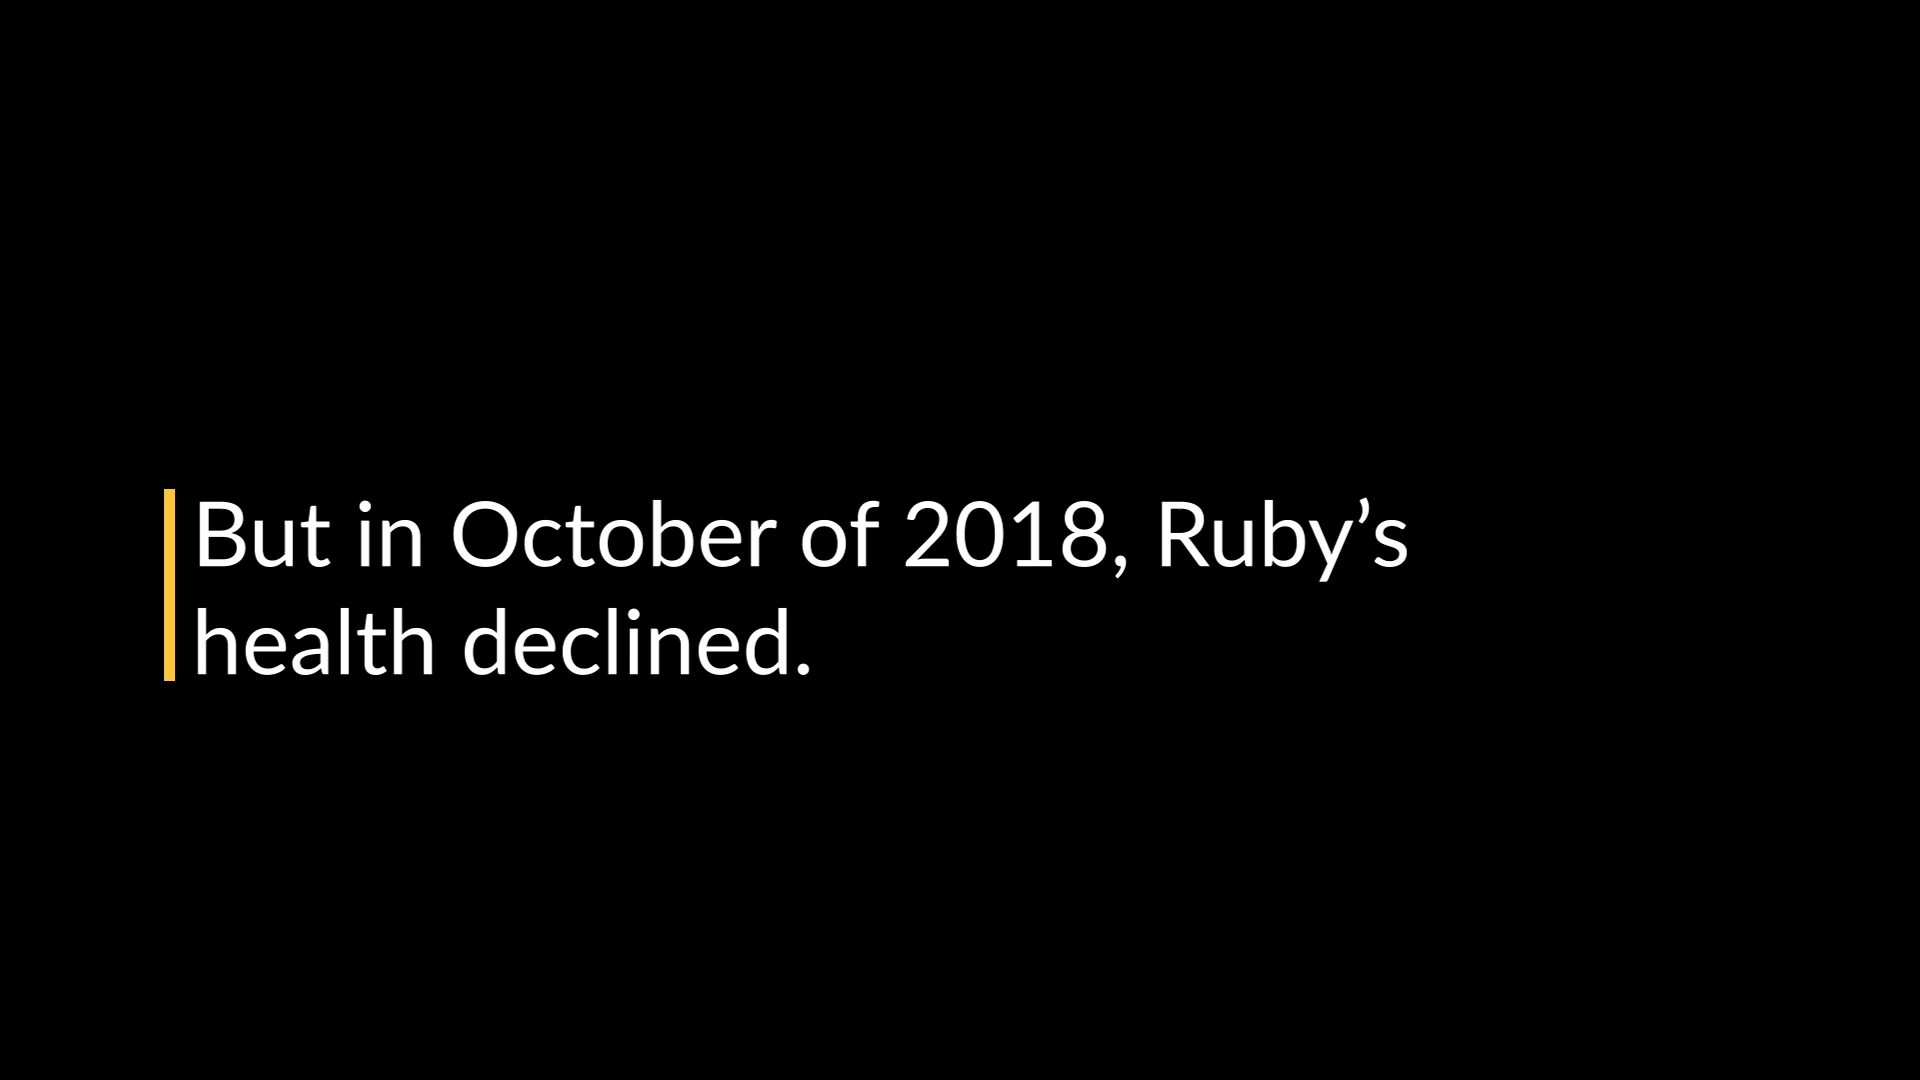 But in October of 2018, Ruby’s
health declined.